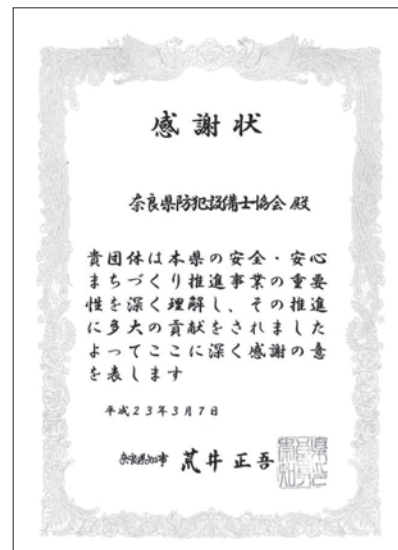 感謝状
奈良県防犯設備士協会 殿
貴団体は本県の安全・安心
まちづくり推進事業の重要
性を深く理解し、その推進
に多大の貢献をされました
よってここに深く感謝の意
を表します
平成23年3月7日
奈良県知事 荒井正吾